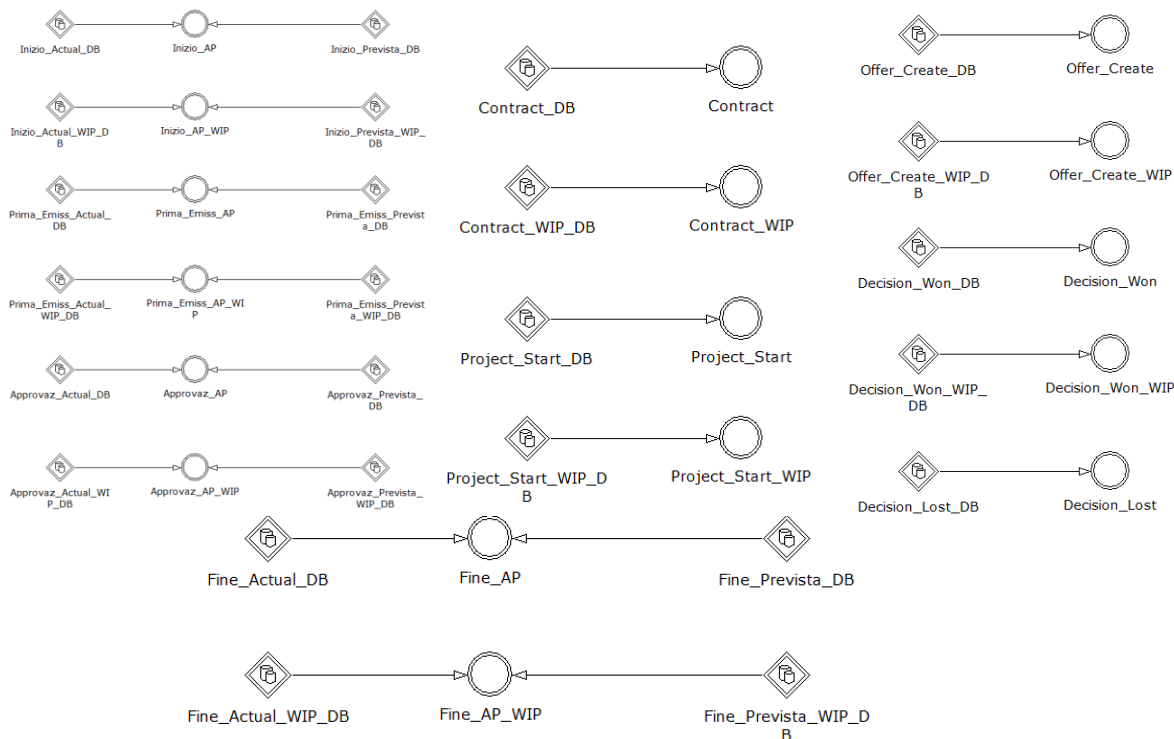 Inizio_Actual_DB
Inizio_AP
Inizio_Prevista_DB
Inizio_Actual_WIP_D
B
Inizio_AP_WIP
Inizio_Prevista_WIP_
DB
Prima_Emiss_Actual_
DB
Prima_Emiss_AP
Prima_Emiss_Previst
a_DB
Prima_Emiss_Actual_
WIP_DB
Prima_Emiss_AP_WI
P
Prima_Emiss_Previst
a_WIP_DB
Approvaz_Actual_DB
Approvaz_AP
Approvaz_Prevista_
DB
Approvaz_Actual_WI
P_DB
Approvaz_AP_WIP
Approvaz_Prevista_
WIP_DB
Contract_DB
Contract
Contract_WIP_DB
Contract_WIP
Project_Start_DB
Project_Start
Project_Start_WIP_D
B
Project_Start_WIP
Offer_Create_DB
Offer_Create
Offer_Create_WIP_D
B
Offer_Create_WIP
Decision_Won_DB
Decision_Won
Decision_Won_WIP_
DB
Decision_Won_WIP
Decision_Lost_DB
Decision_Lost
Fine_Actual_DB
Fine_AP
Fine_Prevista_DB
Fine_Actual_WIP_DB
Fine_AP_WIP
Fine_Prevista_WIP_D
B